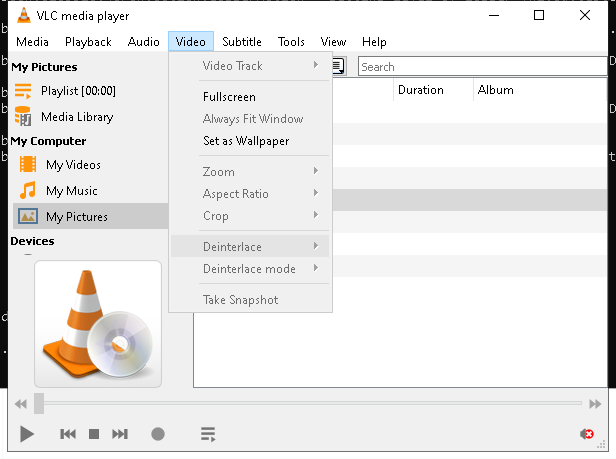 VLC media player
Media Playback Audio Video Subtitle Tools View Help
My Pictures
Playlist [00:00]
Media Library
My Computer
My Videos
My Music
My Pictures
Devices
Video Track
Fullscreen
Always Fit Window
Set as Wallpaper
Zoom
Aspect Ratio
Crop
Deinterlace
Deinterlace mode
Take Snapshot
Search
Duration Album